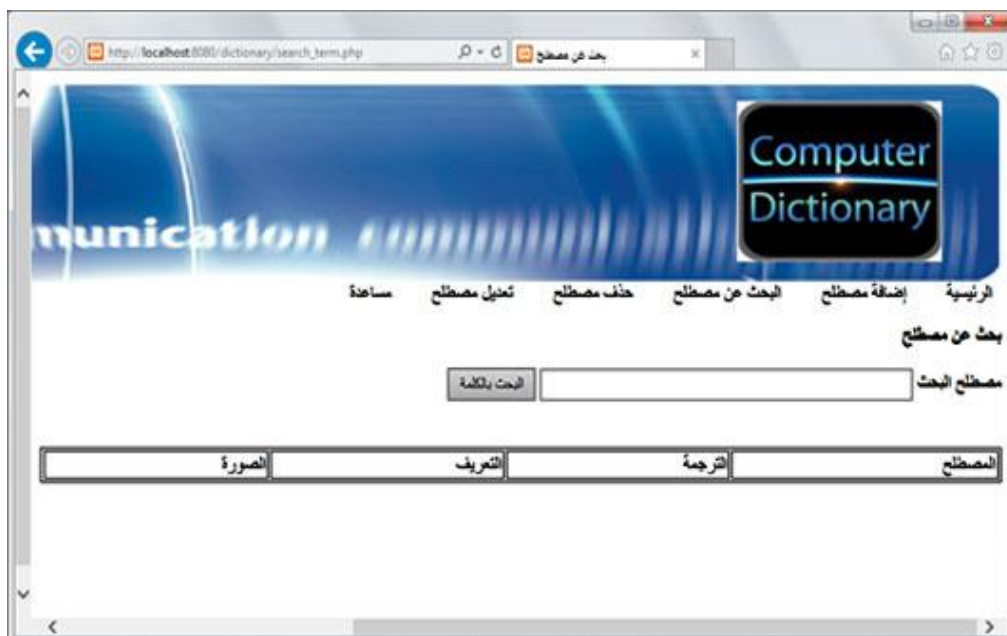 http://localhost:8080/dictionary/search_term.php
بحث عن مصطلح
Computer
Dictionary
munication
الرئيسية إضافة مصطلح البحث عن مصطلح حذف مصطلح تعديل مصطلح مساعدة
بحث عن مصطلح
مصطلح البحث البحث بالكلمة
المصطلح الترجمة التعريف الصورة